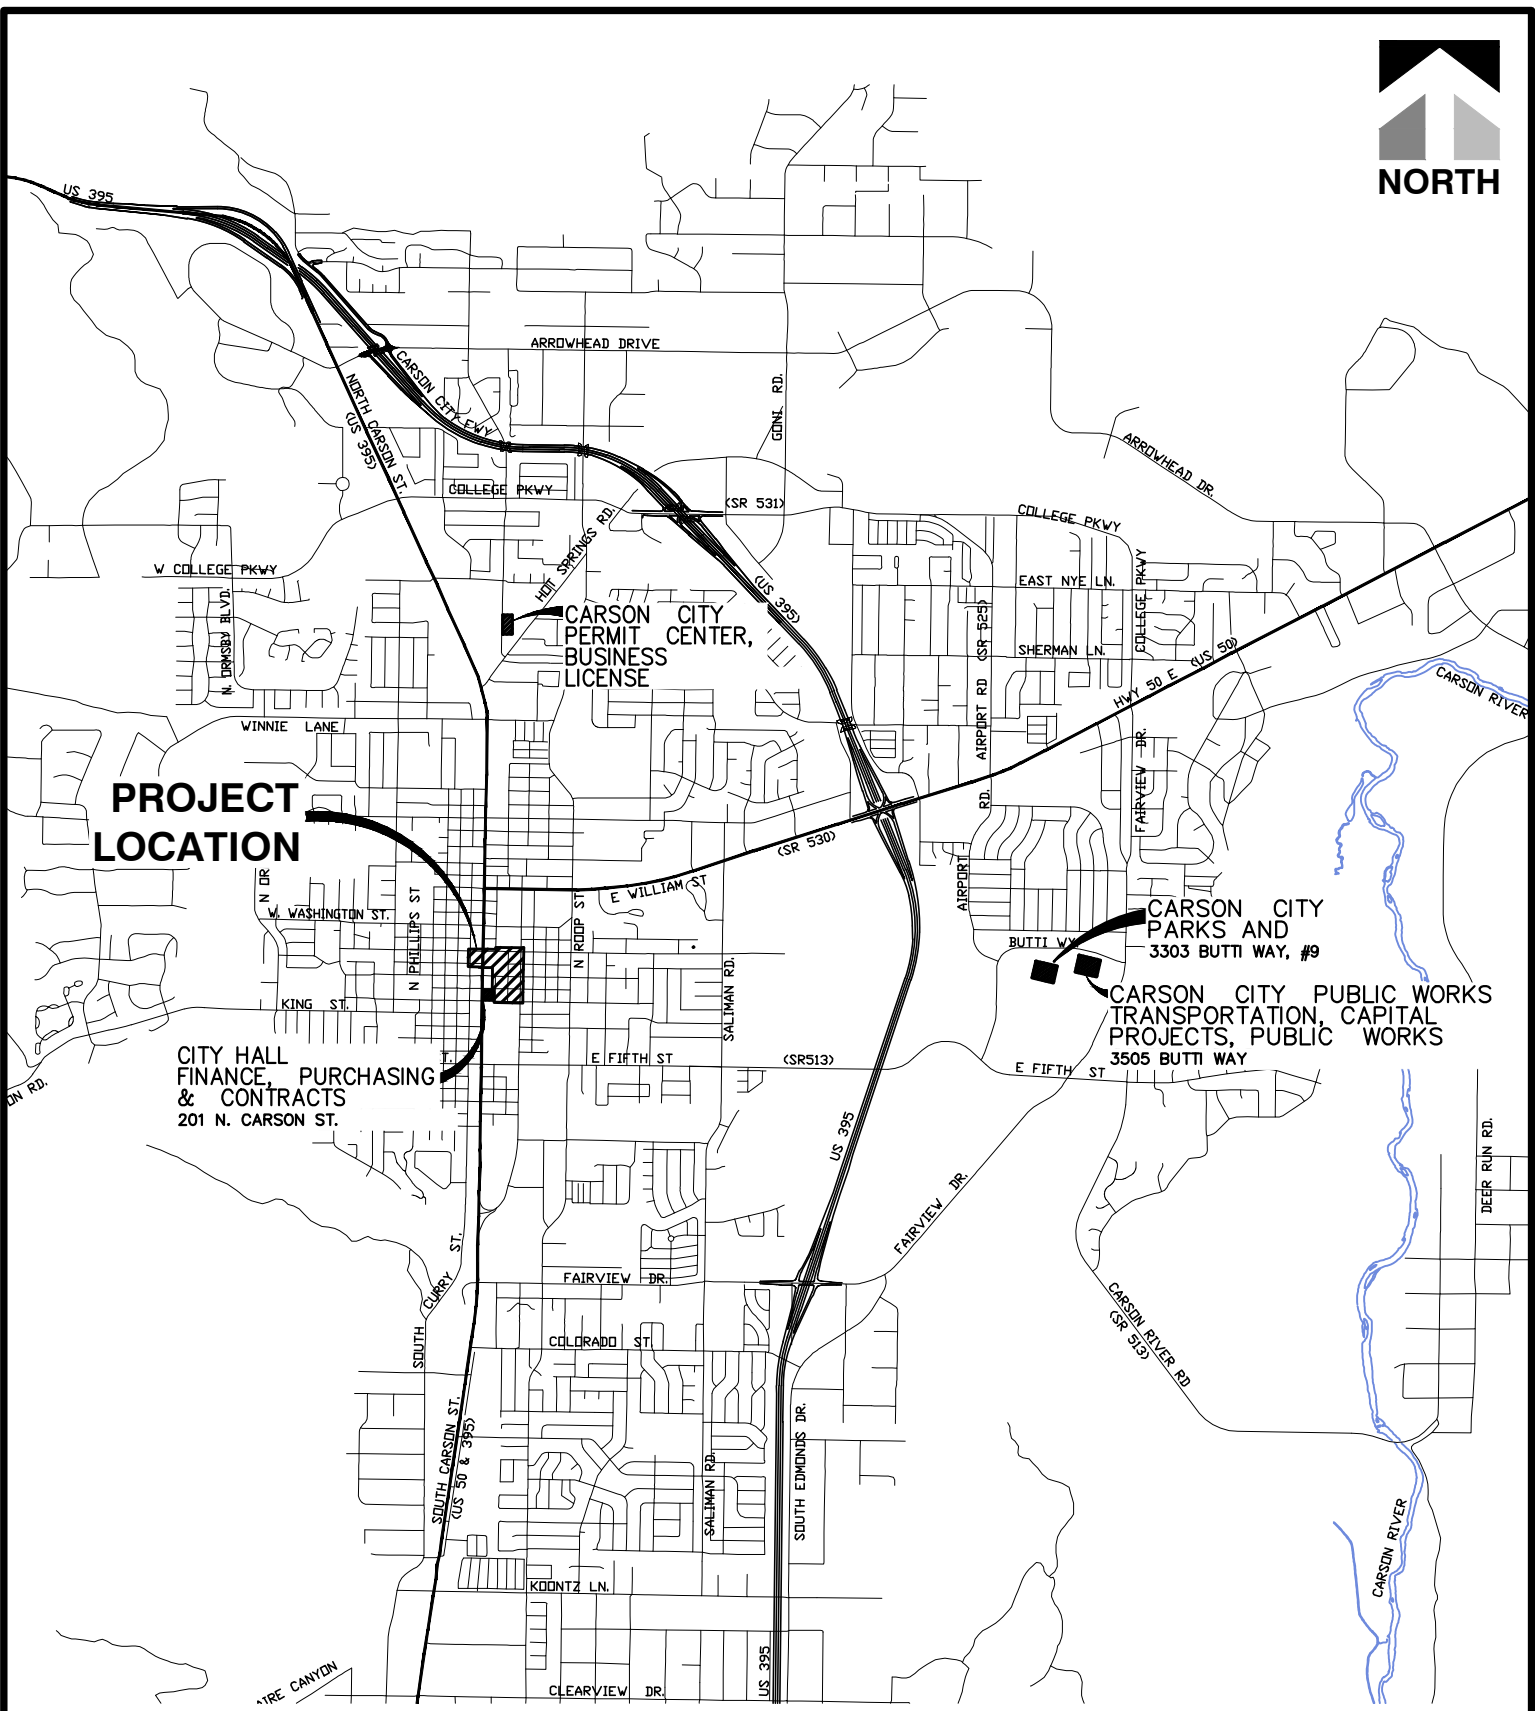 NORTH
US 395
ARROWHEAD DRIVE
CARSON CITY FWY
NORTH CARSON ST.
(US 395)
GONI RD.
ARROWHEAD DR.
COLLEGE PKWY
(SR 531)
COLLEGE PKWY
HOT SPRINGS RD.
W COLLEGE PKWY
(US 395)
EAST NYE LN.
COLLEGE PKWY
N. ORMSBY BLVD.
CARSON CITY
PERMIT CENTER,
BUSINESS
LICENSE
AIRPORT RD (SR 525)
SHERMAN LN.
HWY 50 E (US 50)
CARSON RIVER
WINNIE LANE
FAIRVIEW DR.
PROJECT
LOCATION
RD.
(SR 530)
AIRPORT
E WILLIAM ST
N OR
W. WASHINGTON ST.
N PHILLIPS ST
N ROOP ST
CARSON CITY
PARKS AND
3303 BUTTI WAY, #9
BUTTI WY
SALIMAN RD.
KING ST.
CARSON CITY PUBLIC WORKS
TRANSPORTATION, CAPITAL
PROJECTS, PUBLIC WORKS
3505 BUTTI WAY
CITY HALL
FINANCE, PURCHASING
& CONTRACTS
201 N. CARSON ST.
T.
E FIFTH ST
(SR513)
E FIFTH ST
ON RD.
US 395
DEER RUN RD.
FAIRVIEW DR.
SOUTH CURRY ST.
FAIRVIEW DR.
CARSON RIVER RD
(SR 513)
COLORADO ST.
SOUTH CARSON ST.
(US 50 & 395)
SALIMAN RD.
SOUTH EDMONDS DR.
CARSON RIVER
KOONTZ LN.
US 395
AIRE CANYON
CLEARVIEW DR.